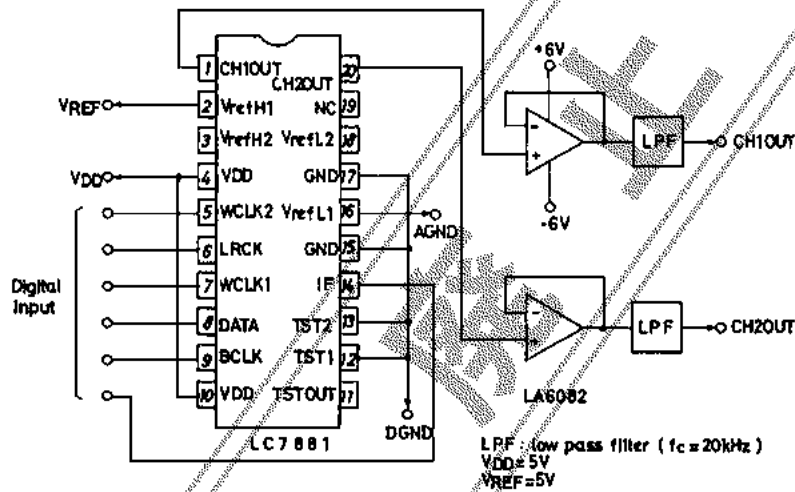 +6V
1 CH1OUT CH2OUT 20
VREF 2 VrefH1 NC 19
3 VrefH2 VrefL2 18
LPF CH1OUT
VDD 4 VDD GND 17
5 WCLK2 VrefL1 16
AGND
-6V
6 LRCK GND 15
Digital
Input
7 WCLK1 IE 14
8 DATA TST2 13
LPF CH2OUT
9 BCLK TST1 12
10 VDD TSTOUT 11
LA6082
DGND
LC7881
LPF : low pass filter ( fc = 20kHz )
VDD = 5V
VREF = 5V